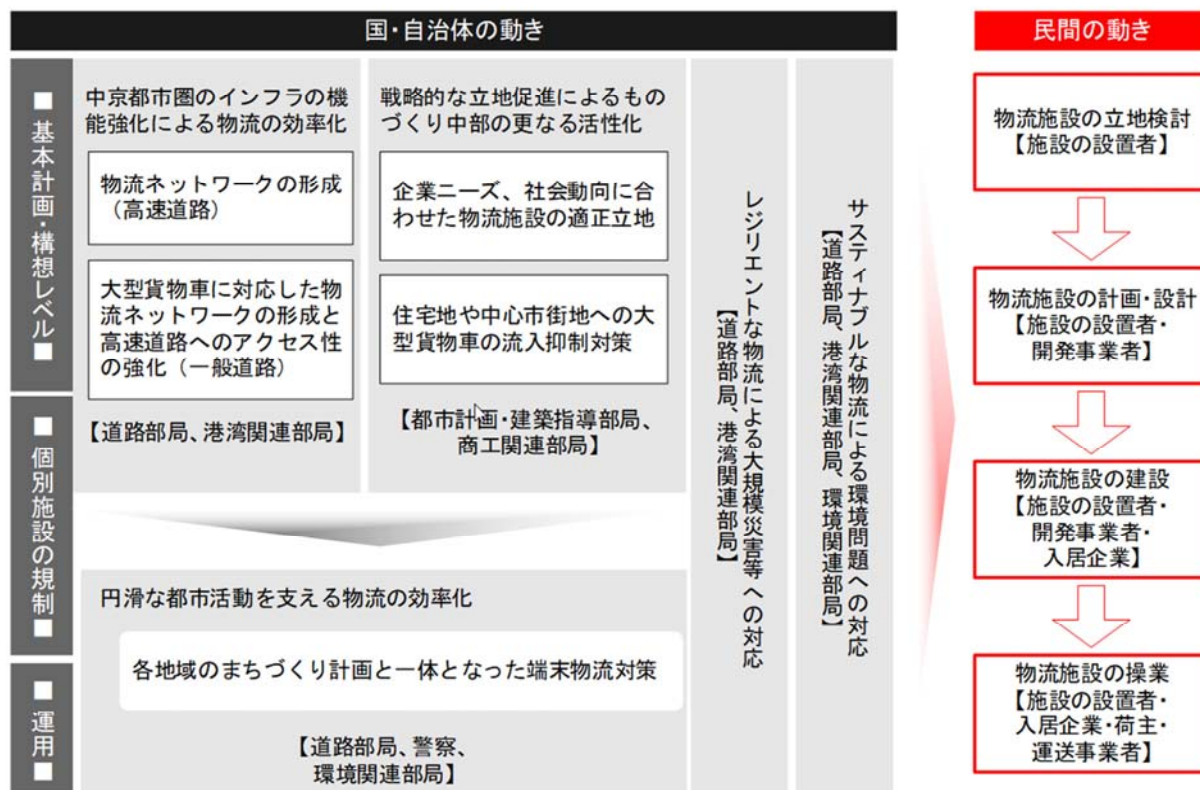 国・自治体の動き
■基本計画・構想レベル■
中京都市圏のインフラの機
能強化による物流の効率化
物流ネットワークの形成
（高速道路）
大型貨物車に対応した物
流ネットワークの形成と
高速道路へのアクセス性
の強化（一般道路）
【道路部局、港湾関連部局】
戦略的な立地促進によるもの
づくり中部の更なる活性化
企業ニーズ、社会動向に合
わせた物流施設の適正立地
住宅地や中心市街地への大
型貨物車の流入抑制対策
【都市計画・建築指導部局、
商工関連部局】
■個別施設の規制■
■運用■
円滑な都市活動を支える物流の効率化
各地域のまちづくり計画と一体となった端末物流対策
【道路部局、警察、
環境関連部局】
レジリエントな物流による大規模災害等への対応
【道路部局、港湾関連部局】
サスティナブルな物流による環境問題への対応
【道路部局、港湾関連部局、環境関連部局】
民間の動き
物流施設の立地検討
【施設の設置者】
物流施設の計画・設計
【施設の設置者・
開発事業者】
物流施設の建設
【施設の設置者・
開発事業者・
入居企業】
物流施設の操業
【施設の設置者・
入居企業・荷主・
運送事業者】